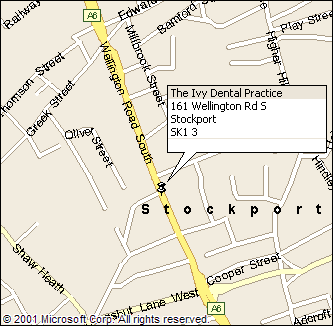 Railway
A6
Edward
Bamford Street
Play Street
Millbrook Street
Higher Hill
Thomson Street
Greek Street
Wellington Road South
Oliver Street
The Ivy Dental Practice
161 Wellington Rd S
Stockport
SK1 3
Hindley
Stockport
Shaw Heath
Cooper Street
Lane West
A6
Adcroft
© 2001 Microsoft Corp. All rights reserved.